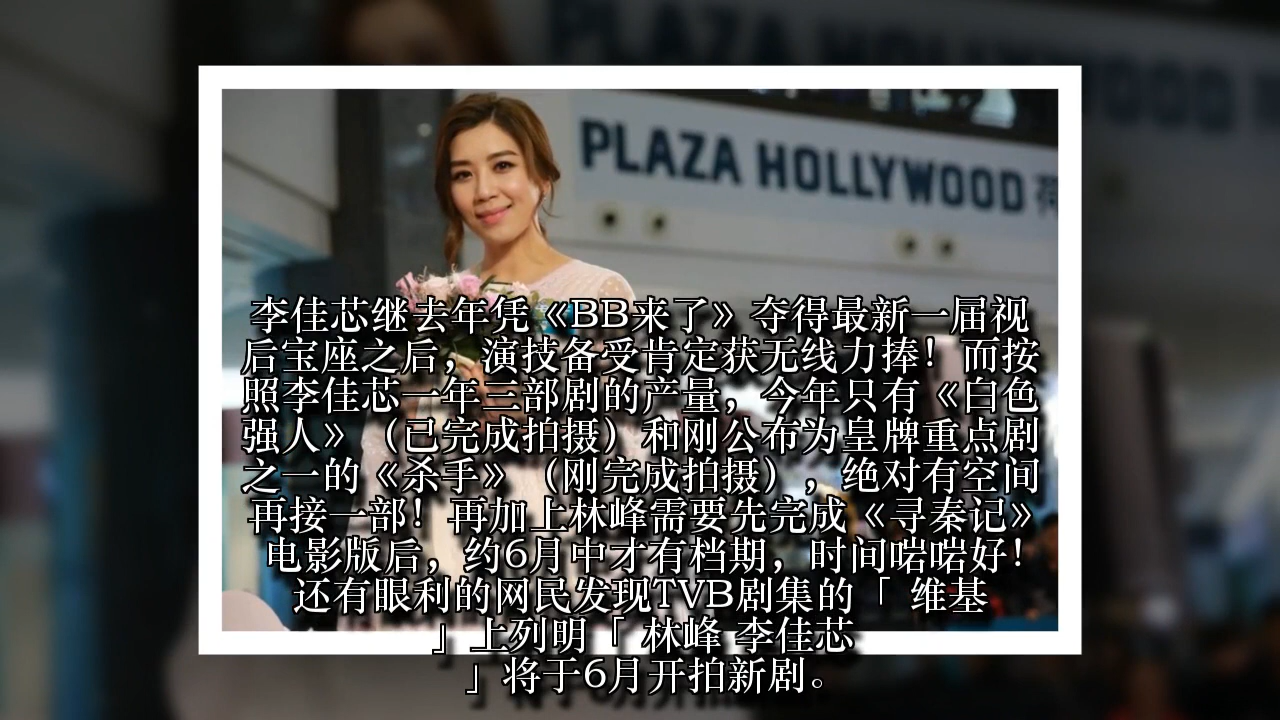 PLAZA HOLLYWOOD
李佳芯继去年凭《BB来了》夺得最新一届视
后宝座之后，演技备受肯定获无线力捧！而按
照李佳芯一年三部剧的产量，今年只有《白色
强人》（已完成拍摄）和刚公布为皇牌重点剧
之一的《杀手》（刚完成拍摄），绝对有空间
再接一部！再加上林峰需要先完成《寻秦记》
电影版后，约6月中才有档期，时间啱啱好！
还有眼利的网民发现TVB剧集的「 维基
」上列明「 林峰 李佳芯
」将于6月开拍新剧。